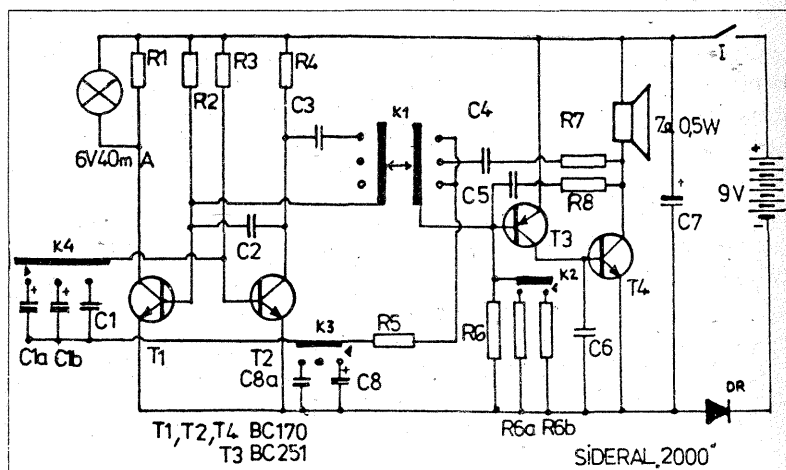 R1
R2
R3
R4
C3
K1
C4
R7
I
6V40mA
C5
R8
7Ω 0,5W
9V
C7
K4
C2
T3
T4
K2
C1
T1
T2
K3
R5
R6
C6
C1a C1b
C8a
C8
DR
R6a R6b
T1,T2,T4 BC170
T3 BC251
SiDERAL,2000"